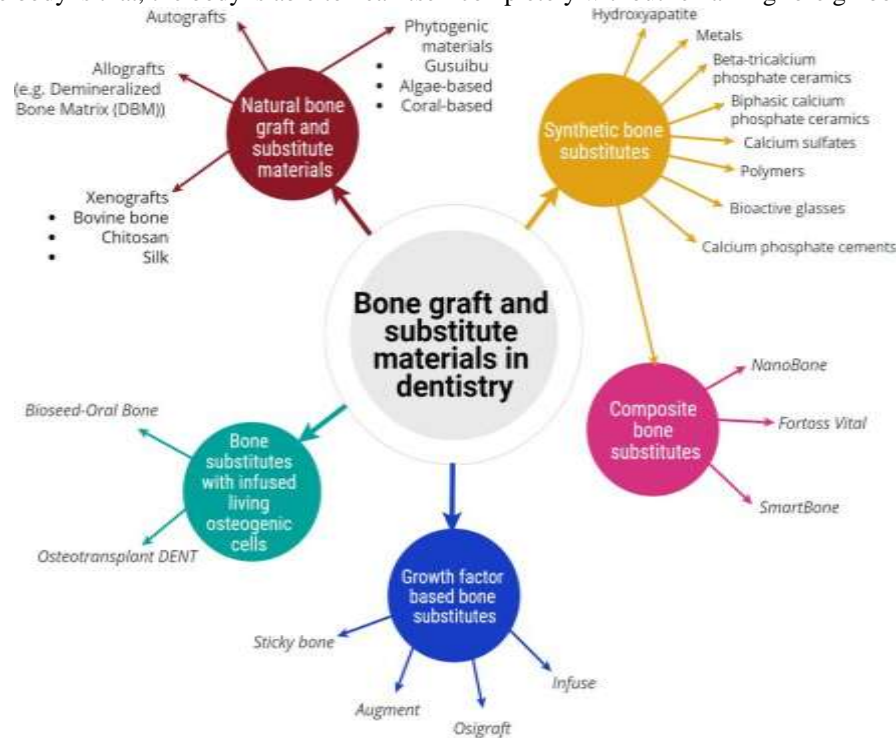 Autografts
Allografts
(e.g. Demineralized
Bone Matrix (DBM))
Natural bone
graft and
substitute
materials
Phytogenic
materials
• Gusuibu
• Algae-based
• Coral-based
Xenografts
• Bovine bone
• Chitosan
• Silk
Hydroxyapatite
Metals
Beta-tricalcium
phosphate ceramics
Biphasic calcium
phosphate ceramics
Calcium sulfates
Polymers
Bioactive glasses
Calcium phosphate cements
Synthetic bone
substitutes
Bone graft and
substitute
materials in
dentistry
NanoBone
Fortoss Vital
SmartBone
Composite
bone
substitutes
Bioseed-Oral Bone
Bone
substitutes
with infused
living
osteogenic
cells
Osteotransplant DENT
Growth factor
based bone
substitutes
Sticky bone
Augment
Osigraft
Infuse